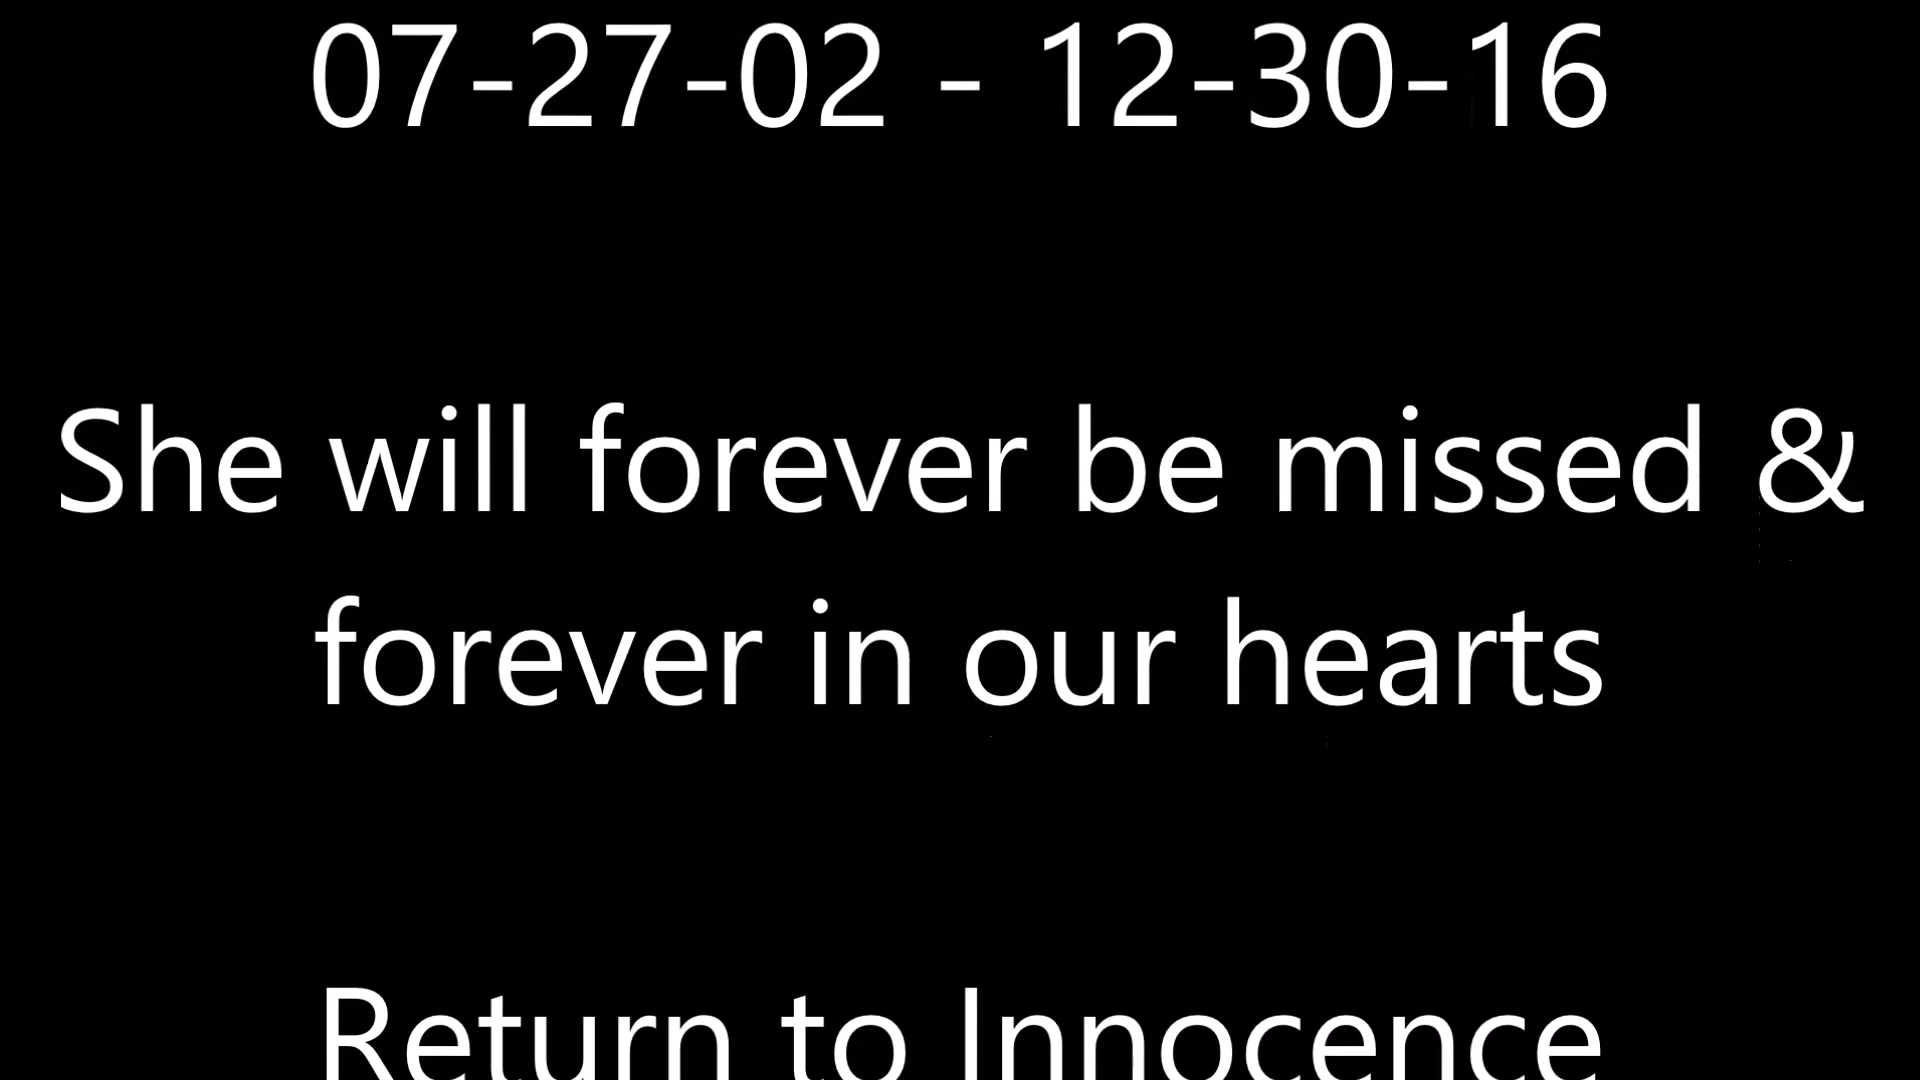 07-27-02 - 12-30-16
She will forever be missed &
forever in our hearts
Return to Innocence